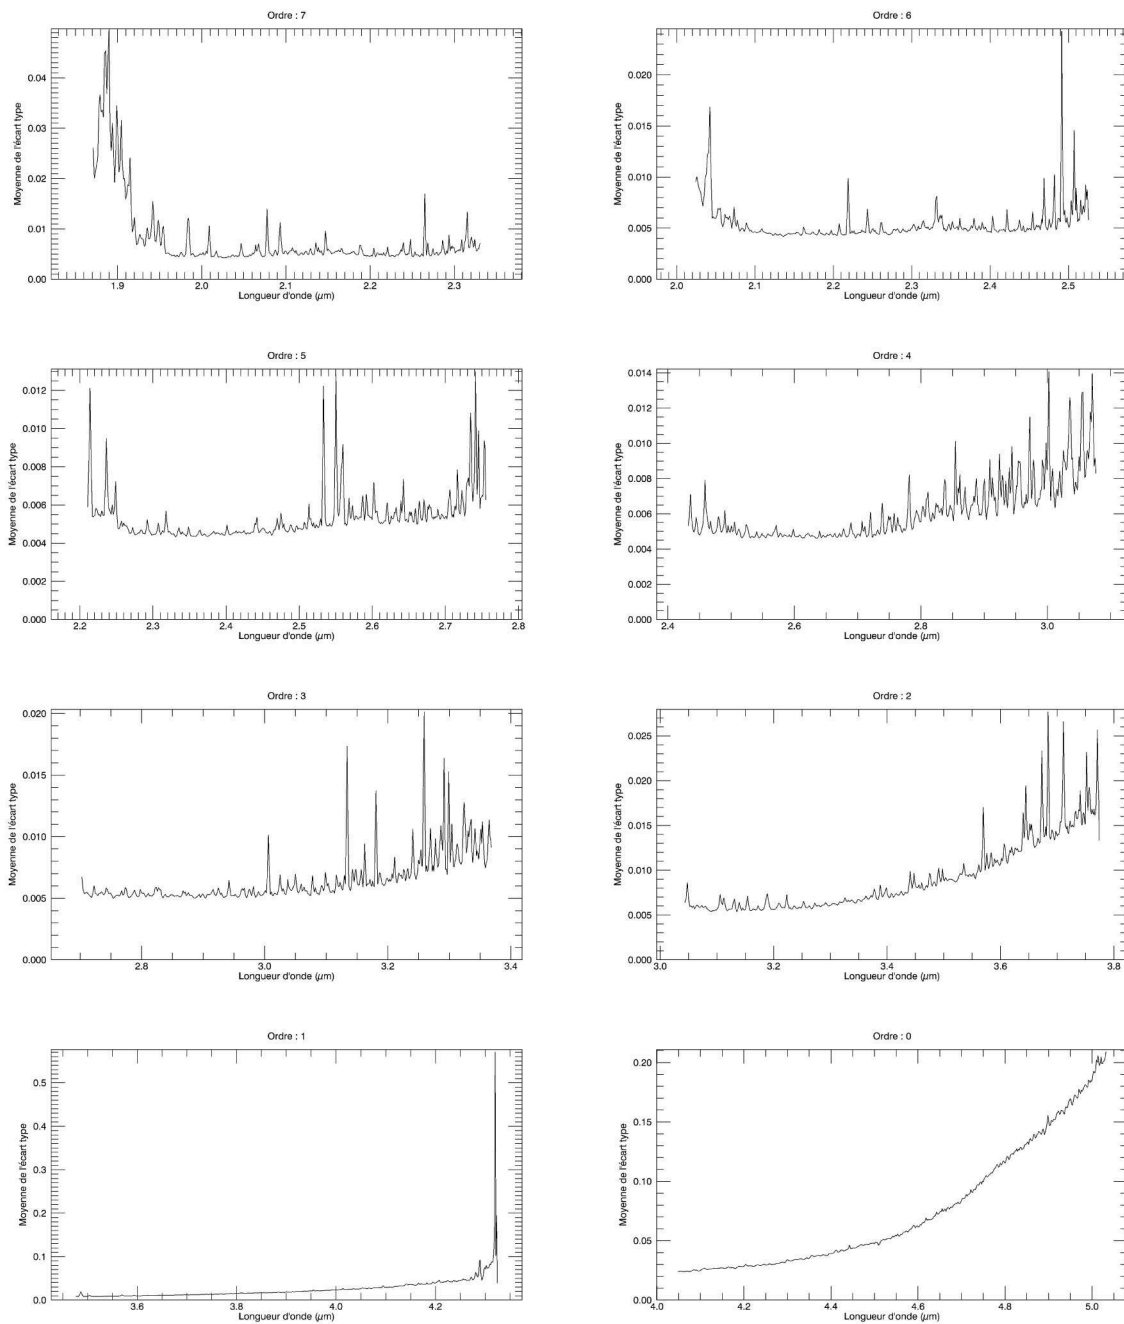 Ordre : 7
Moyenne de l'écart type
0.04
0.03
0.02
0.01
0.00
1.9 2.0 2.1 2.2 2.3
Longueur d'onde (µm)
Ordre : 6
Moyenne de l'écart type
0.020
0.015
0.010
0.005
0.000
2.0 2.1 2.2 2.3 2.4 2.5
Longueur d'onde (µm)
Ordre : 5
Moyenne de l'écart type
0.012
0.010
0.008
0.006
0.004
0.002
0.000
2.2 2.3 2.4 2.5 2.6 2.7 2.8
Longueur d'onde (µm)
Ordre : 4
Moyenne de l'écart type
0.014
0.012
0.010
0.008
0.006
0.004
0.002
0.000
2.4 2.6 2.8 3.0
Longueur d'onde (µm)
Ordre : 3
Moyenne de l'écart type
0.020
0.015
0.010
0.005
0.000
2.8 3.0 3.2 3.4
Longueur d'onde (µm)
Ordre : 2
Moyenne de l'écart type
0.025
0.020
0.015
0.010
0.005
0.000
3.0 3.2 3.4 3.6 3.8
Longueur d'onde (µm)
Ordre : 1
Moyenne de l'écart type
0.5
0.4
0.3
0.2
0.1
0.0
3.6 3.8 4.0 4.2
Longueur d'onde (µm)
Ordre : 0
Moyenne de l'écart type
0.20
0.15
0.10
0.05
0.00
4.0 4.2 4.4 4.6 4.8 5.0
Longueur d'onde (µm)